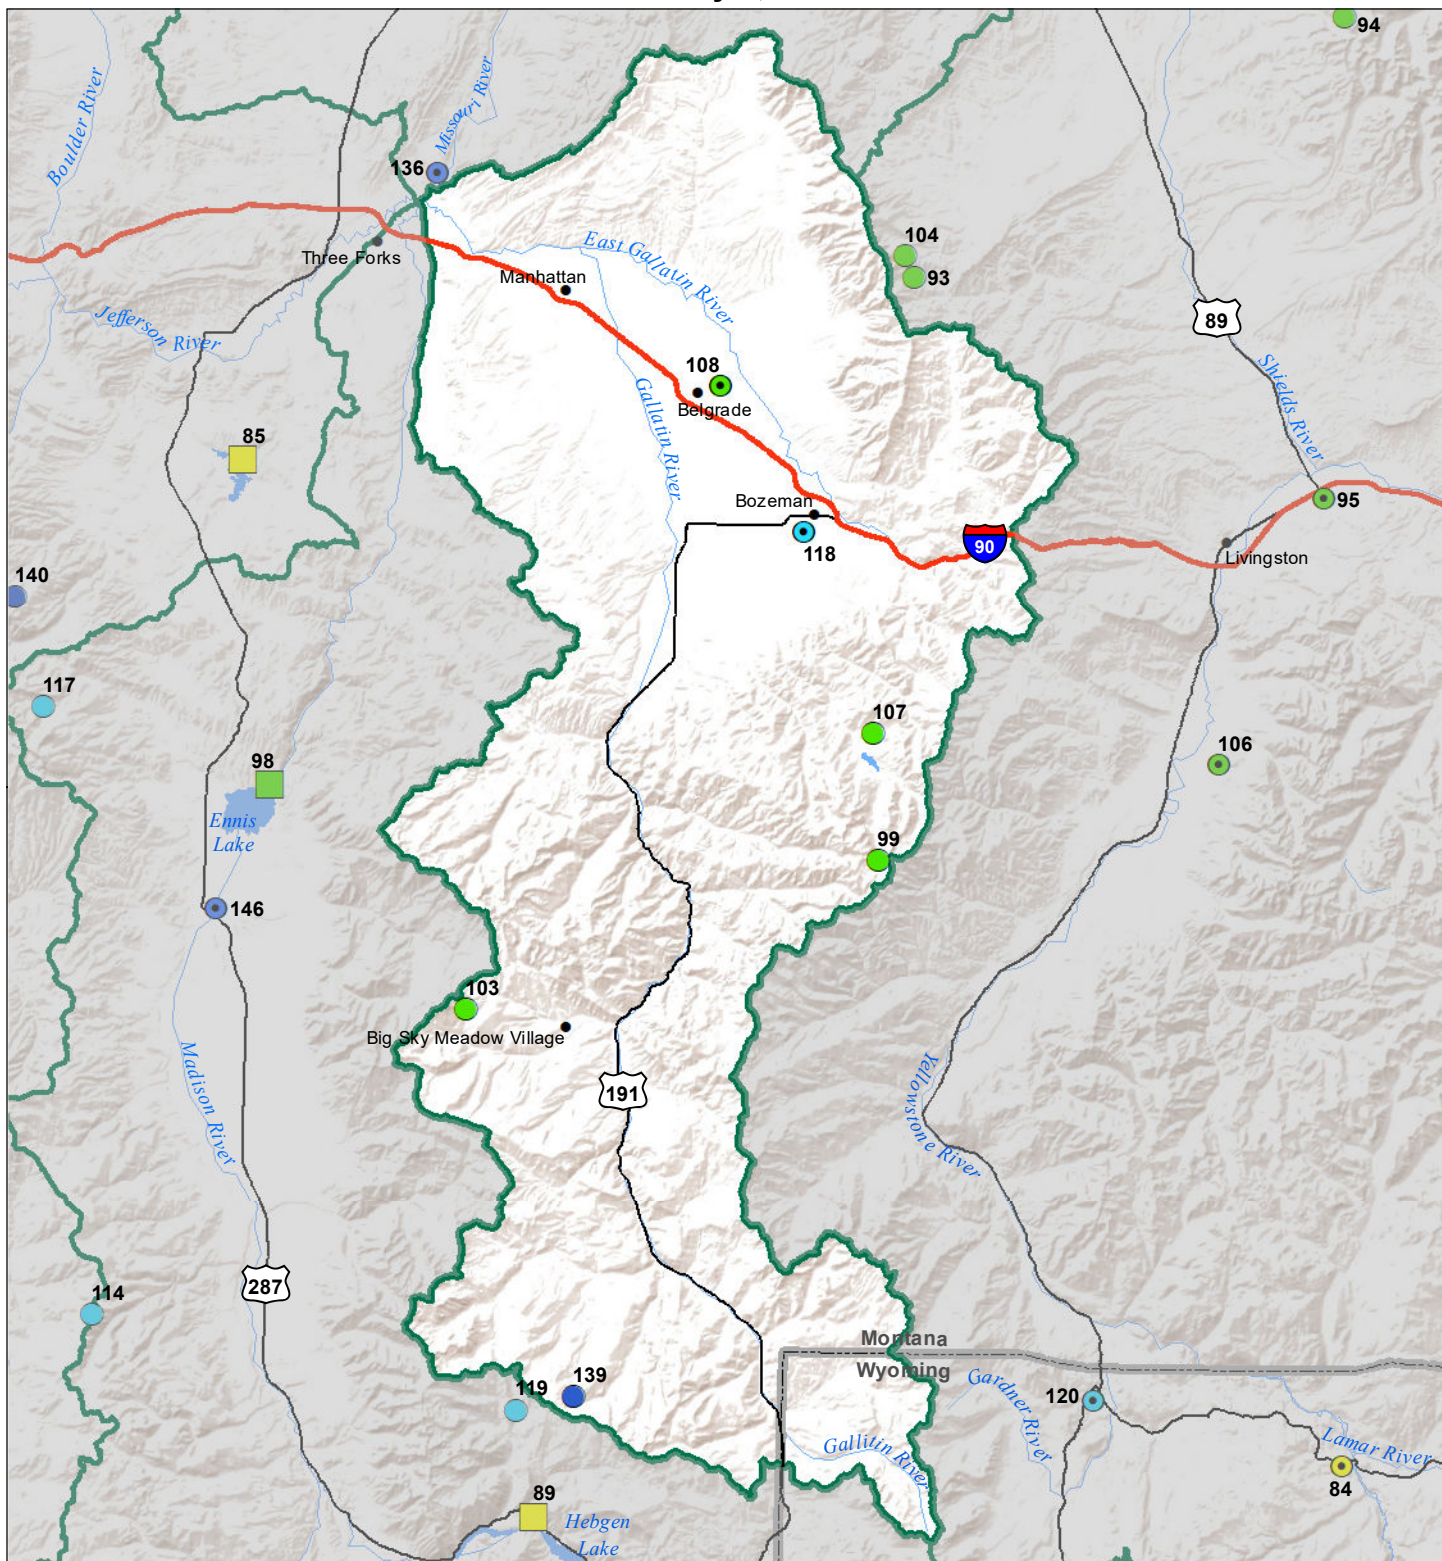 94
Boulder River
Missouri River
136
104
93
East Gallatin River
Three Forks
Manhattan
89
Jefferson River
108
Belgrade
Gallatin River
Shields River
85
95
Bozeman
118
90
Livingston
140
117
107
106
98
Ennis
Lake
99
146
103
Big Sky Meadow Village
Madison River
191
Yellowstone River
287
114
Montana
Wyoming
139
119
Gardner River
120
Gallitin River
Lamar River
84
89
Hebgen
Lake